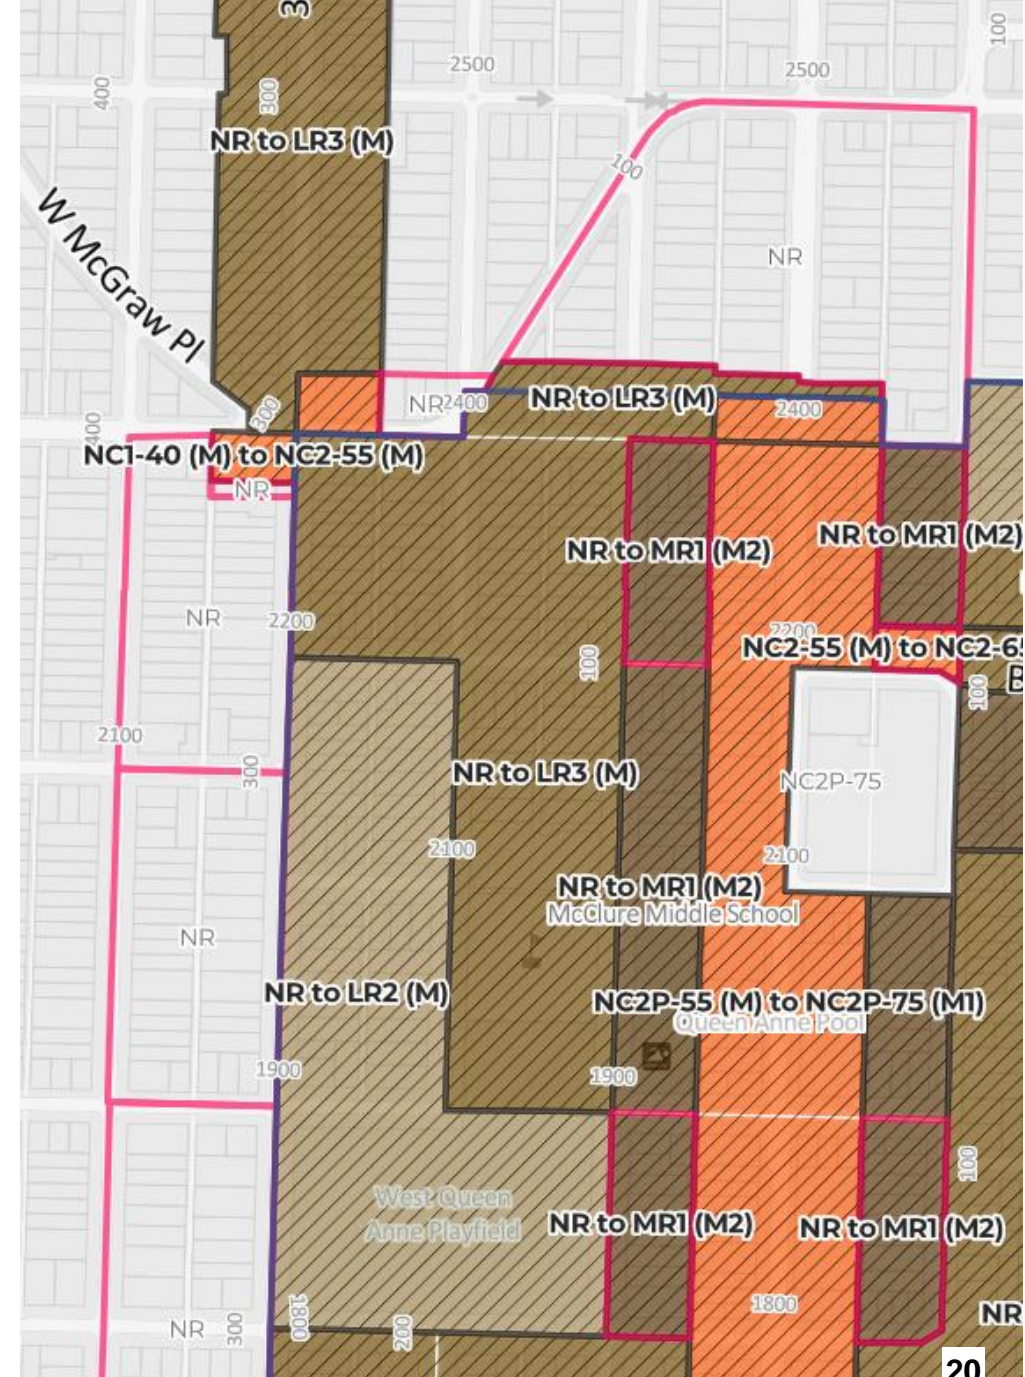 3
100
2500
2500
400
300
NR to LR3 (M)
100
W McGraw Pl
NR
NR
2400
NR to LR3 (M)
2400
300
400
NC1-40 (M) to NC2-55 (M)
NR
NR to MR1 (M2)
NR to MR1 (M2)
NR
2200
2200
NC2-55 (M) to NC2-65
100
B
100
2100
300
NR to LR3 (M)
NC2P-75
2100
2100
NR to MR1 (M2)
McClure Middle School
NR
NR to LR2 (M)
NC2P-55 (M) to NC2P-75 (M1)
Queen Anne Pool
1900
1900
100
West Queen
Anne Playfield
NR to MR1 (M2)
NR to MR1 (M2)
1800
NR
NR
300
1800
200
20